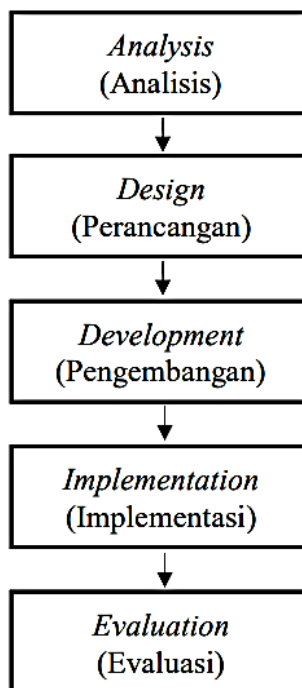 Analysis
(Analisis)
Design
(Perancangan)
Development
(Pengembangan)
Implementation
(Implementasi)
Evaluation
(Evaluasi)